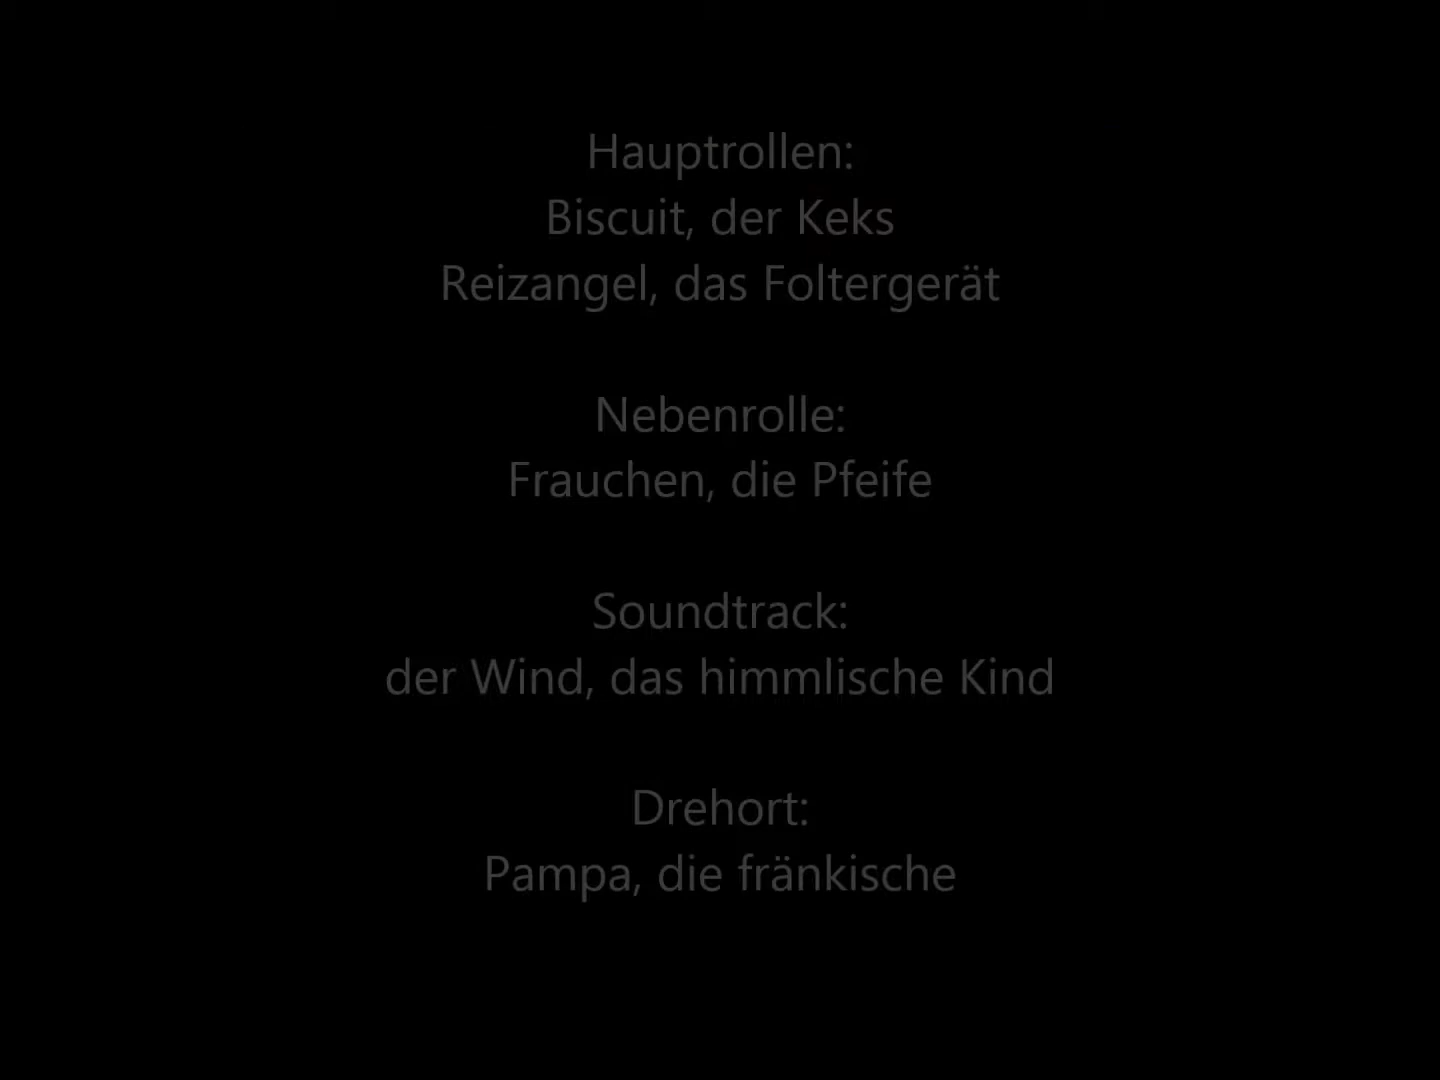 Hauptrollen:
Biscuit, der Keks
Reizangel, das Foltergerät
Nebenrolle:
Frauchen, die Pfeife
Soundtrack:
der Wind, das himmlische Kind
Drehort:
Pampa, die fränkische